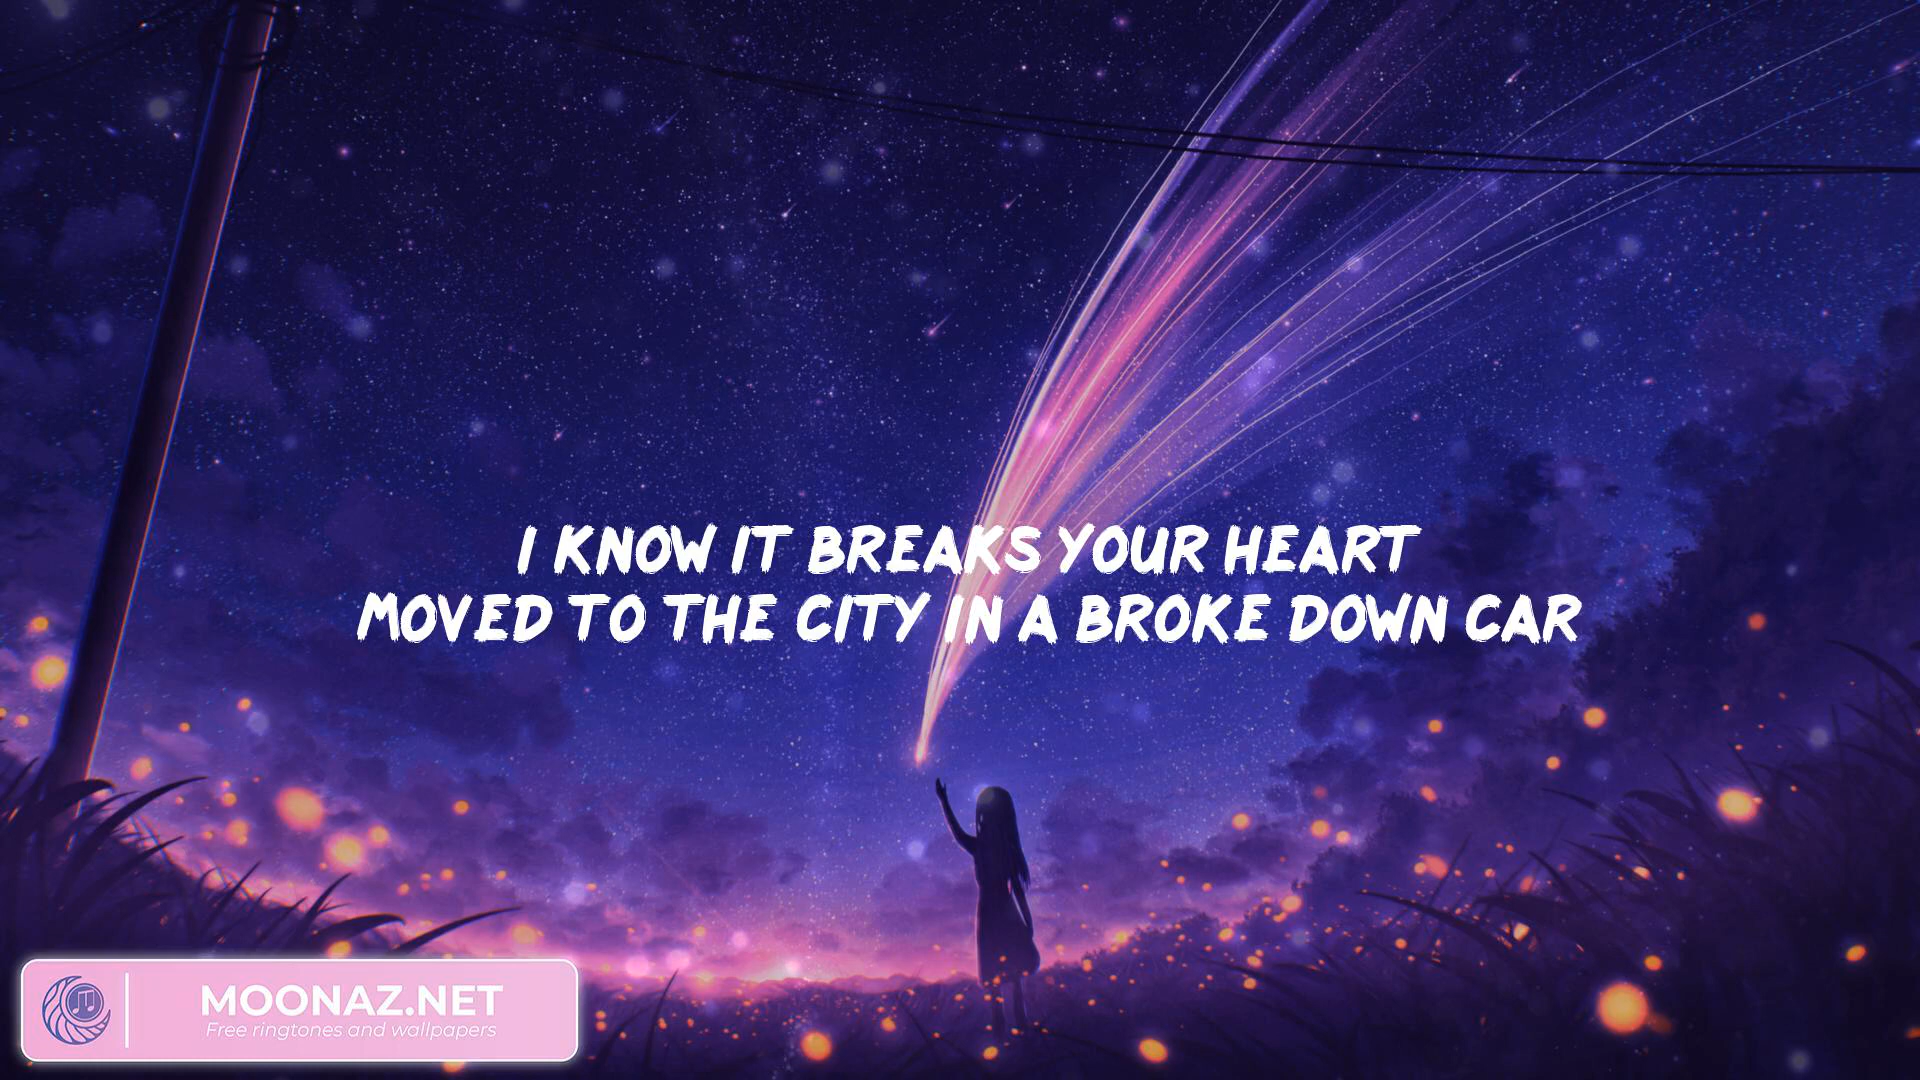 I KNOW IT BREAKS YOUR HEART
MOVED TO THE CITY IN A BROKE DOWN CAR
MOONAZ.NET
Free ringtones and wallpapers